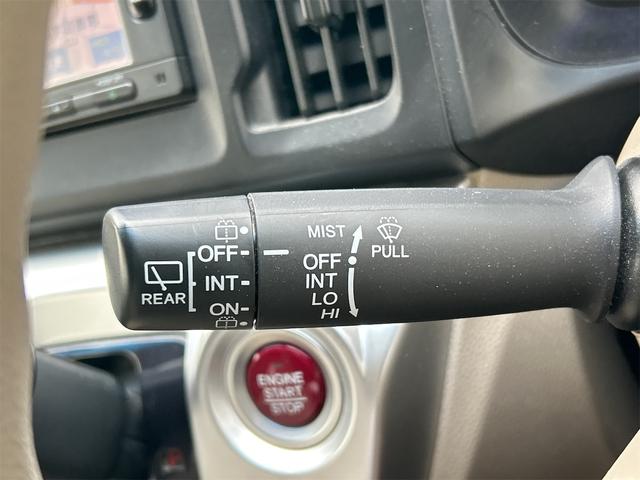 OFF
INT
ON
REAR
MIST
OFF
INT
LO
HI
PULL
ENGINE
START
STOP